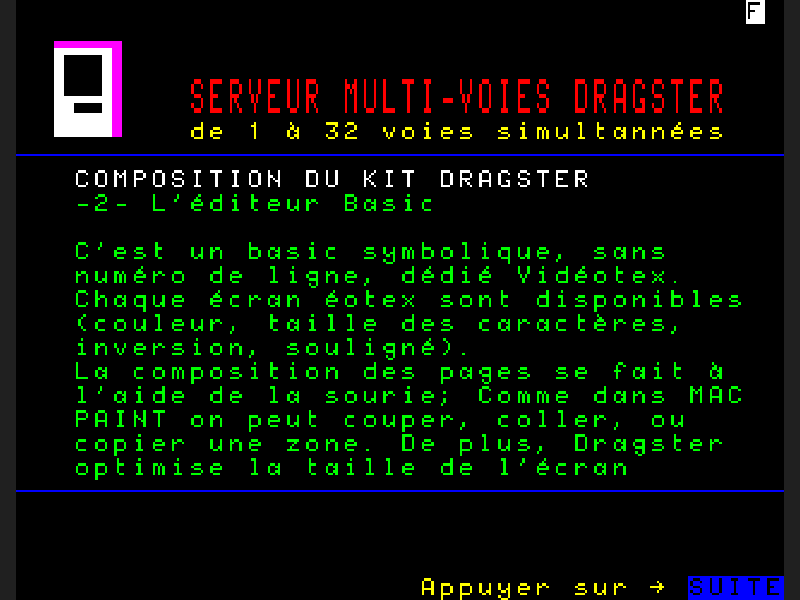 F
SERVEUR MULTI-VOIES DRAGSTER
de 1 à 32 voies simultannées
COMPOSITION DU KIT DRAGSTER
-2- L'éditeur Basic
C'est un basic symbolique, sans
numéro de ligne, dédié Vidéotex.
Chaque écran éotex sont disponibles
(couleur, taille des caractères,
inversion, souligné).
La composition des pages se fait à
l'aide de la sourie; Comme dans MAC
PAINT on peut couper, coller, ou
copier une zone. De plus, Dragster
optimise la taille de l'écran
Appuyer sur → SUITE